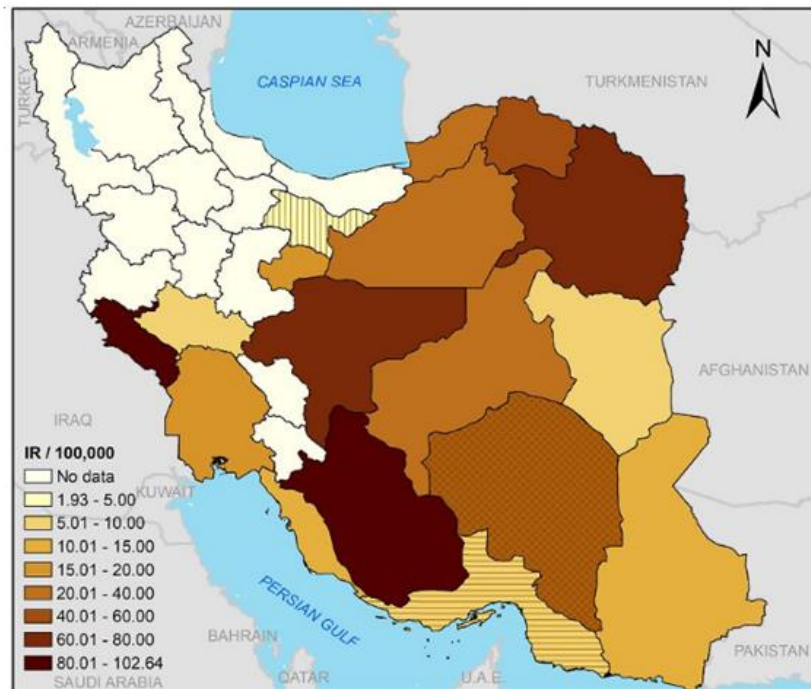 AZERBAIJAN
ARMENIA
TURKEY
CASPIAN SEA
TURKMENISTAN
N
AFGHANISTAN
IRAQ
IR / 100,000
No data
1.93 - 5.00
5.01 - 10.00
10.01 - 15.00
15.01 - 20.00
20.01 - 40.00
40.01 - 60.00
60.01 - 80.00
80.01 - 102.64
KUWAIT
PERSIAN GULF
BAHRAIN
PAKISTAN
SAUDI ARABIA
QATAR
U.A.E.